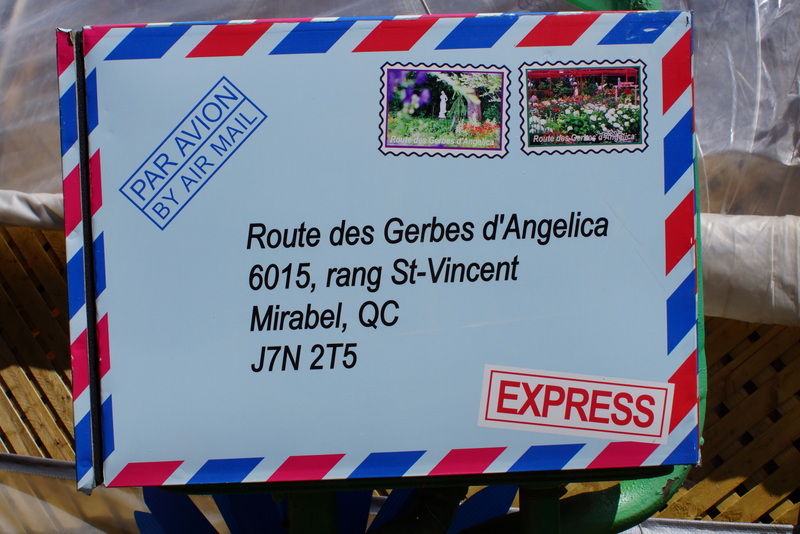 PAR AVION
BY AIR MAIL
Route des Gerbes d'Angelica
Route des Gerbes d'Angelica
Route des Gerbes d'Angelica
6015, rang St-Vincent
Mirabel, QC
J7N 2T5
EXPRESS